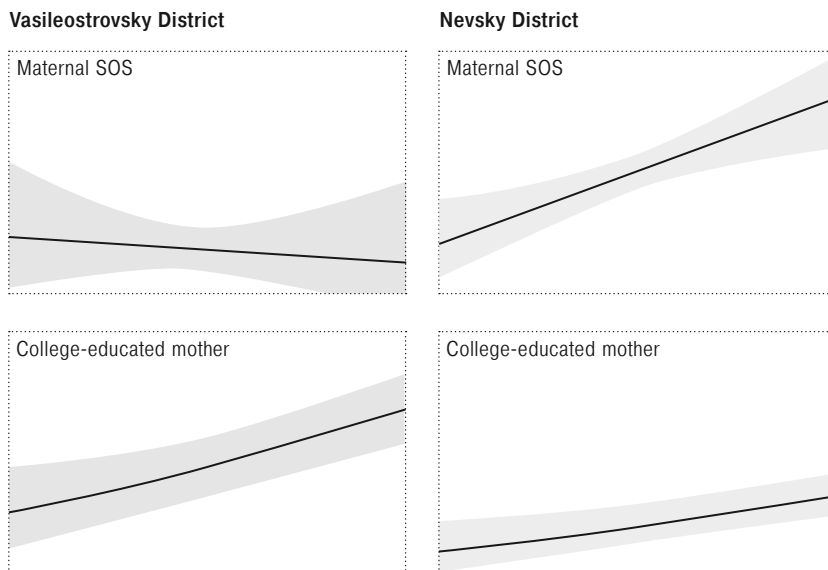 Vasileostrovsky District
Nevsky District
Maternal SOS
Maternal SOS
College-educated mother
College-educated mother